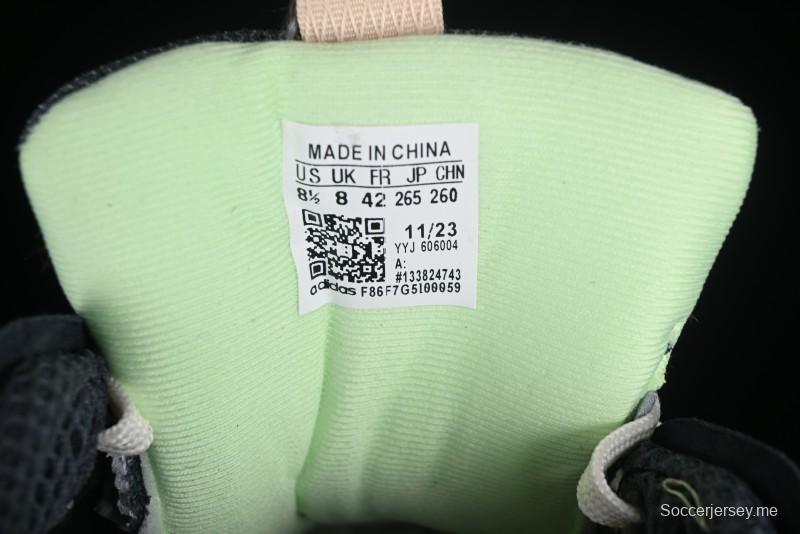 MADE IN CHINA
US UK FR JP CHN
8½ 8 42 265 260
11/23
YYJ 606004
A:
#133824743
adidas F86F7G5I09959
Soccerjersey.me